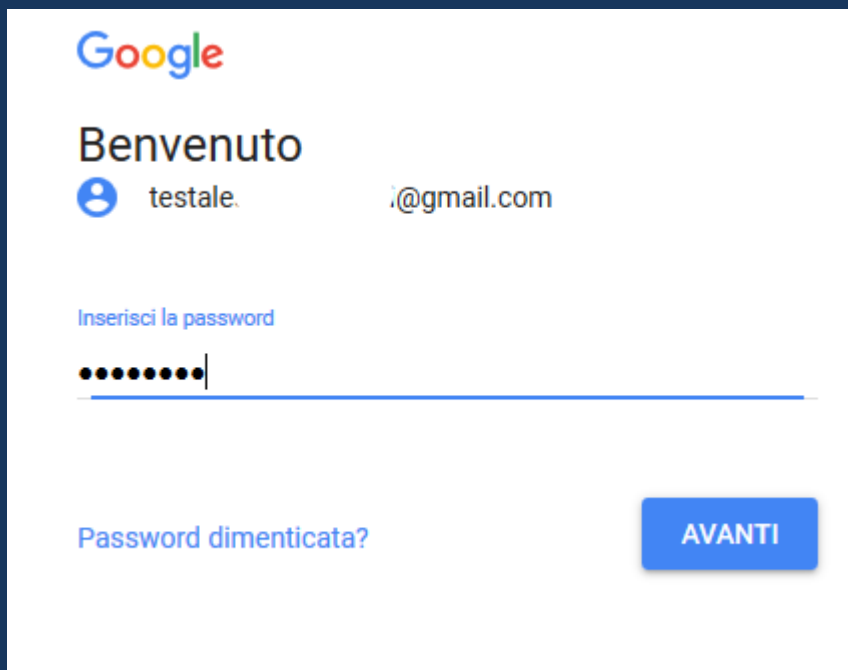 Google
Benvenuto
testale @gmail.com
Inserisci la password
••••••••
Password dimenticata?
AVANTI